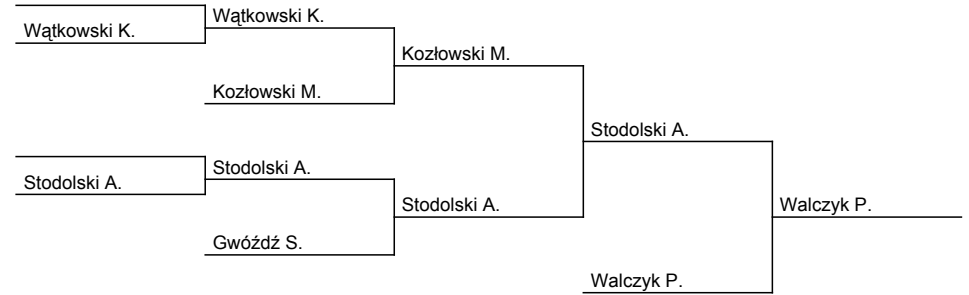 Wątkowski K.
Wątkowski K.
Kozłowski M.
Kozłowski M.
Stodolski A.
Stodolski A.
Stodolski A.
Stodolski A.
Walczyk P.
Gwóźdź S.
Walczyk P.